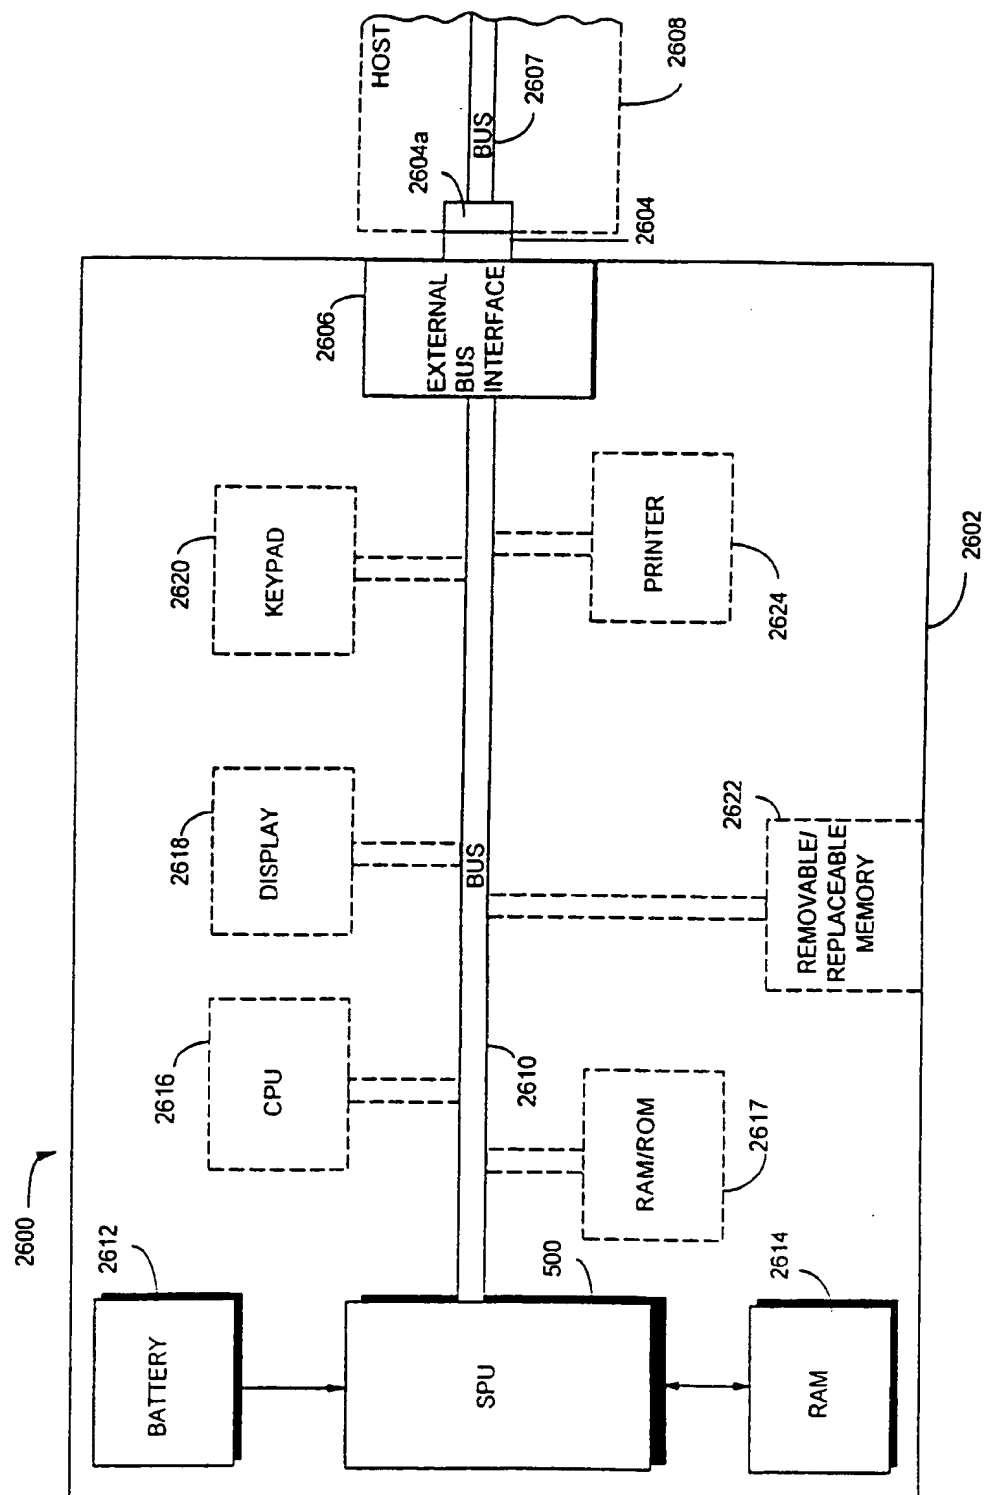 2600
2612
BATTERY
2616
CPU
2618
DISPLAY
2620
KEYPAD
2606
EXTERNAL
BUS
INTERFACE
HOST
2604a
BUS
2607
2604
2608
SPU
500
BUS
2610
RAM/ROM
2617
PRINTER
2624
2622
REMOVABLE/
REPLACEABLE
MEMORY
2614
RAM
2602